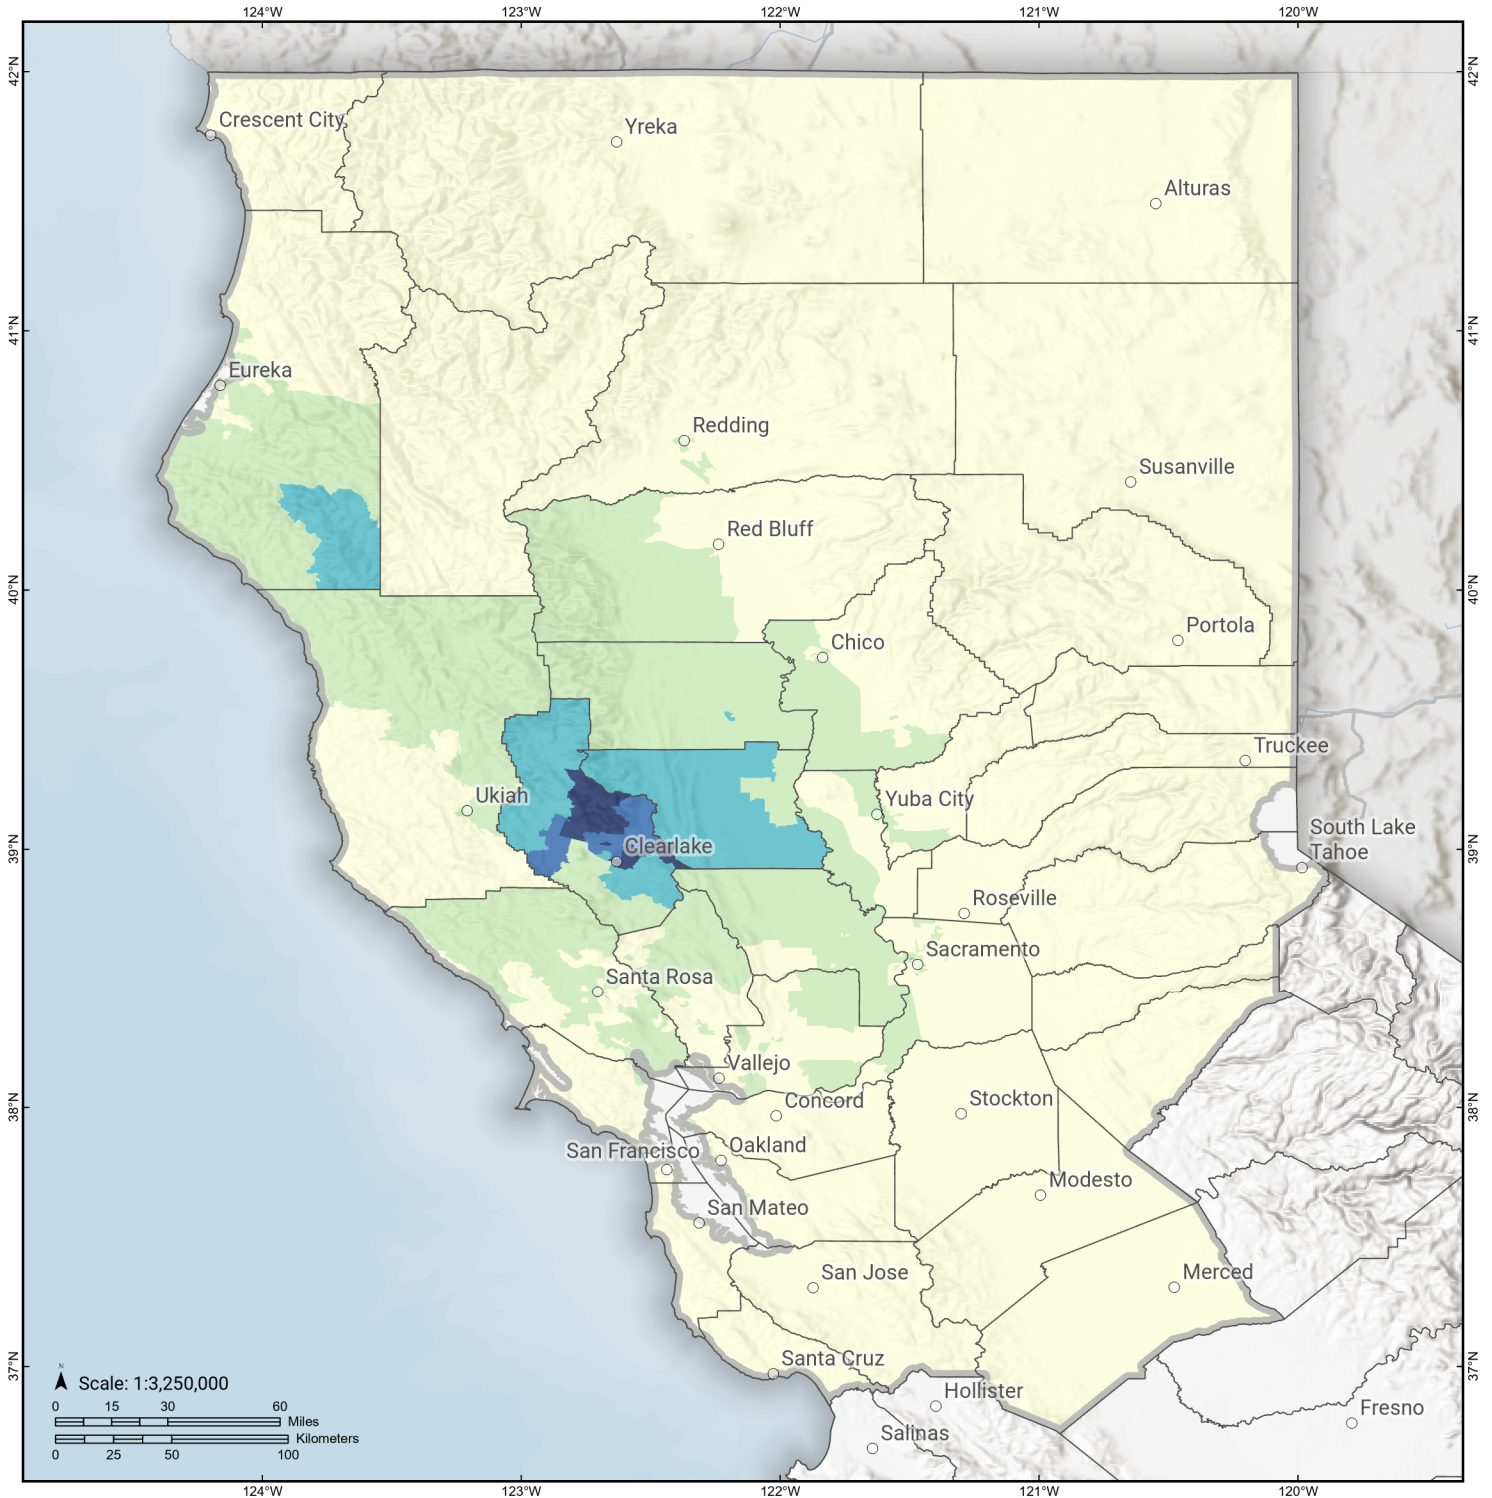 124°W 123°W 122°W 121°W 120°W
42°N 42°N
Crescent City
Yreka
Alturas
41°N 41°N
Eureka
Redding
Susanville
Red Bluff
40°N 40°N
Portola
Chico
Truckee
Ukiah
Yuba City
South Lake
Tahoe
39°N 39°N
Clearlake
Roseville
Sacramento
Santa Rosa
Vallejo
38°N 38°N
Concord
Stockton
Oakland
San Francisco
Modesto
San Mateo
San Jose
Merced
37°N 37°N
Santa Cruz
N
Scale: 1:3,250,000
Hollister
0 15 30 60
Miles
Fresno
Salinas
Kilometers
0 25 50 100
124°W 123°W 122°W 121°W 120°W